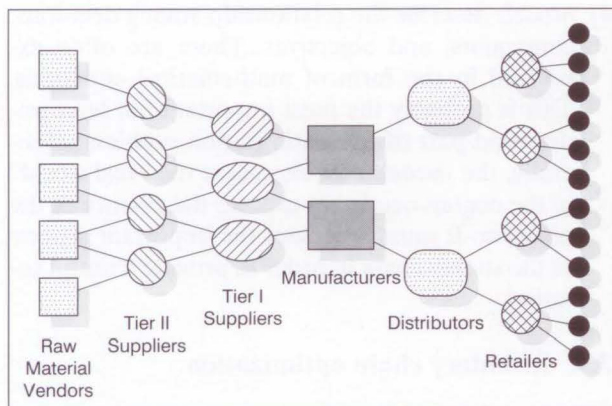 Raw
Material
Vendors
Tier II
Suppliers
Tier I
Suppliers
Manufacturers
Distributors
Retailers